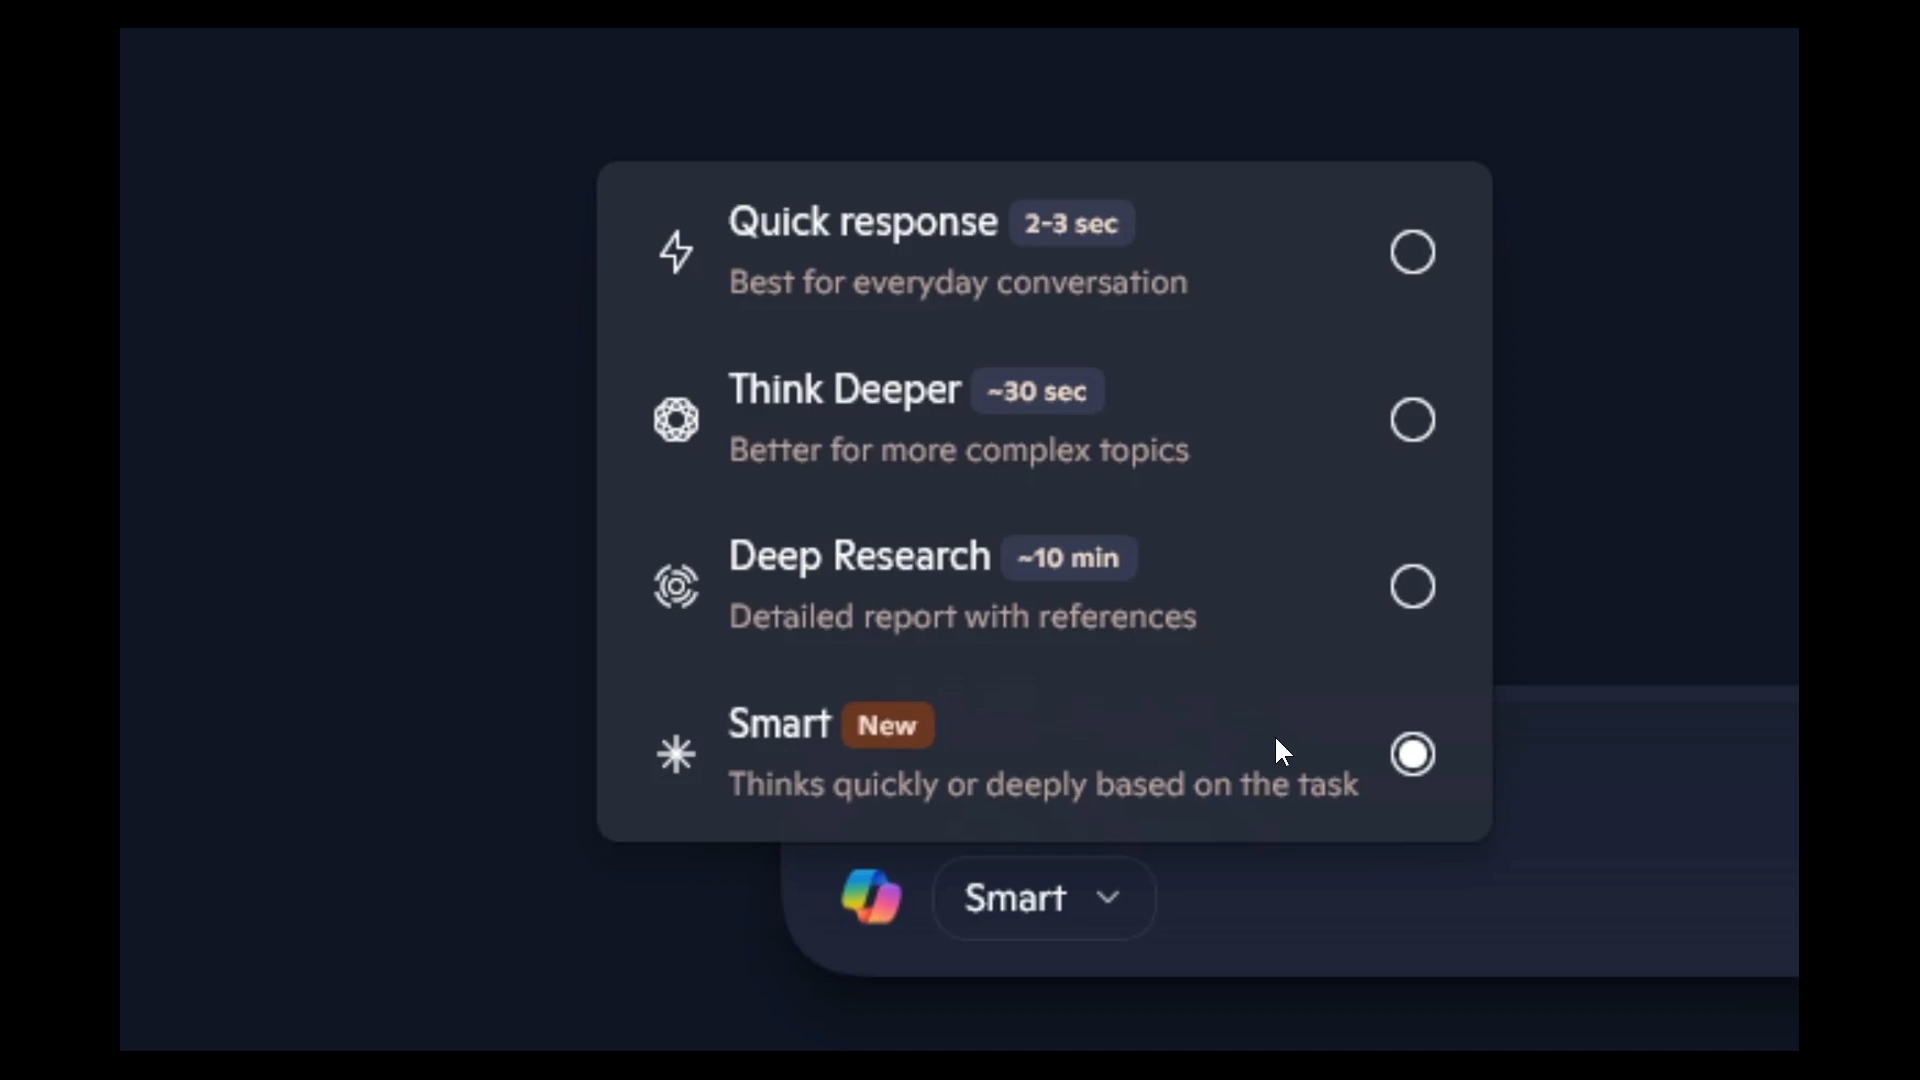 Quick response 2-3 sec
Best for everyday conversation
Think Deeper ~30 sec
Better for more complex topics
Deep Research ~10 min
Detailed report with references
Smart New
Thinks quickly or deeply based on the task
Smart